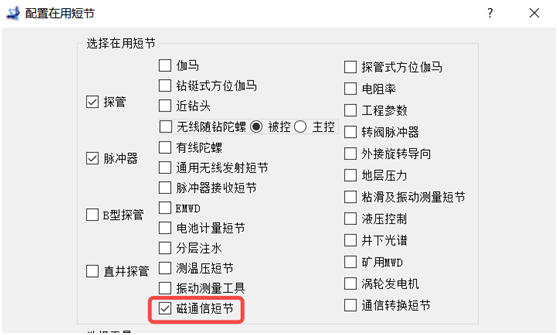 配置在用短节
选择在用短节
探管
脉冲器
B型探管
直井探管
伽马
钻铤式方位伽马
近钻头
无线随钻陀螺 被控 主控
有线陀螺
通用无线发射短节
脉冲器接收短节
EMWD
电池计量短节
分层注水
测温压短节
振动测量工具
磁通信短节
探管式方位伽马
电阻率
工程参数
转阀脉冲器
外接旋转导向
地层压力
粘滑及振动测量短节
液压控制
井下光谱
矿用MWD
涡轮发电机
通信转换短节